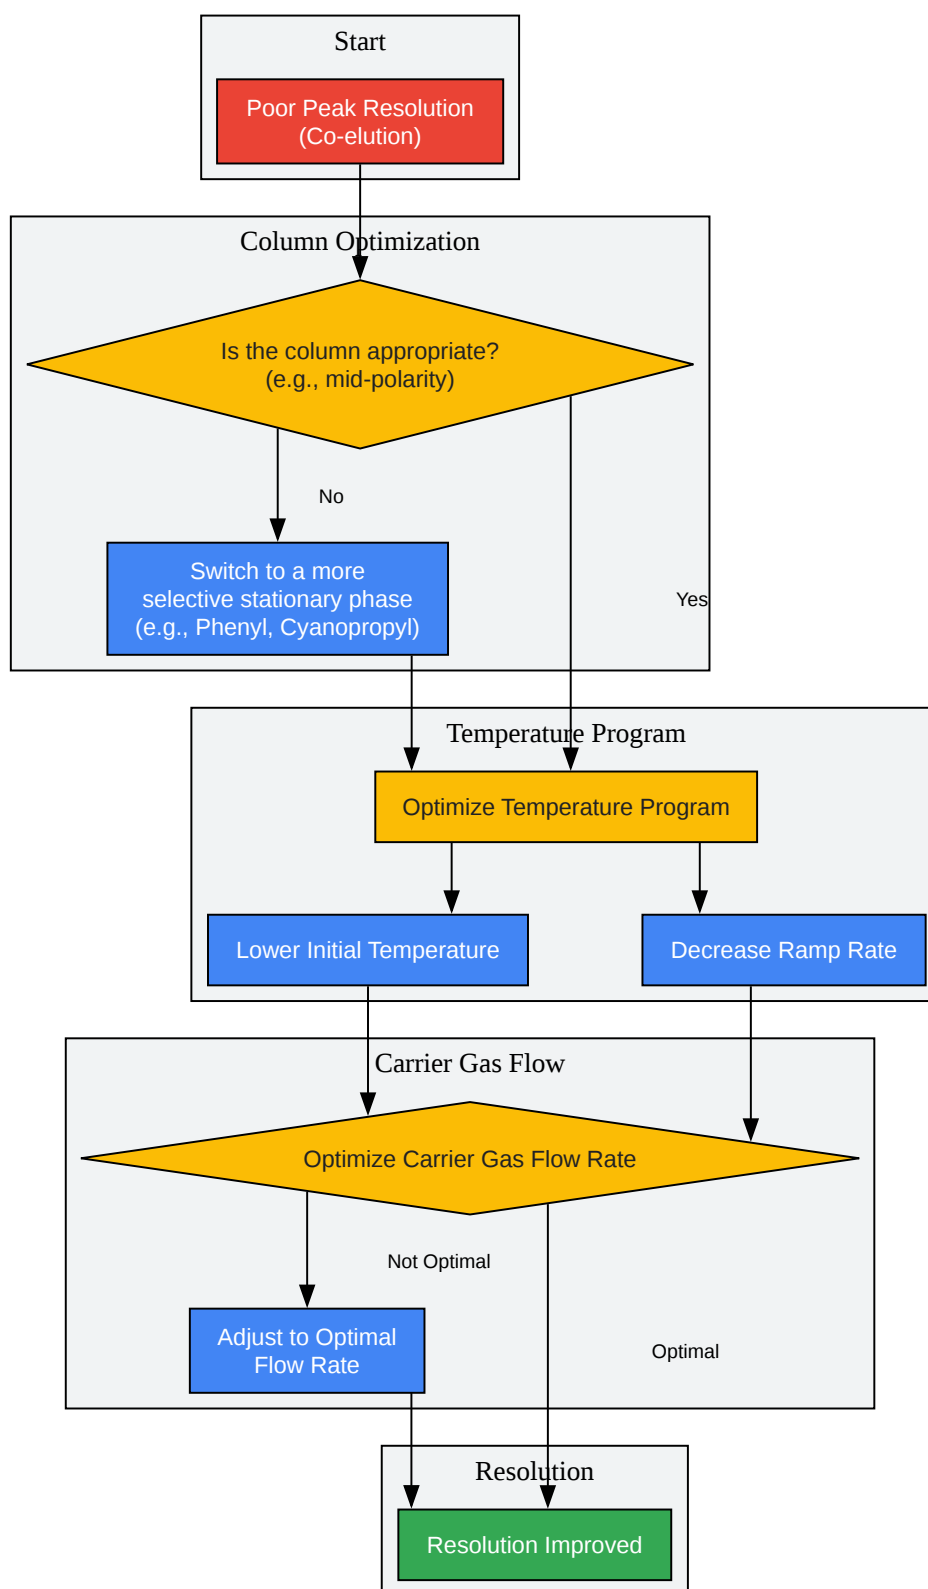 Start
Poor Peak Resolution
(Co-elution)
Column Optimization
Is the column appropriate?
(e.g., mid-polarity)
No
Switch to a more
selective stationary phase
(e.g., Phenyl, Cyanopropyl)
Yes
Temperature Program
Optimize Temperature Program
Lower Initial Temperature
Decrease Ramp Rate
Carrier Gas Flow
Optimize Carrier Gas Flow Rate
Not Optimal
Adjust to Optimal
Flow Rate
Optimal
Resolution
Resolution Improved